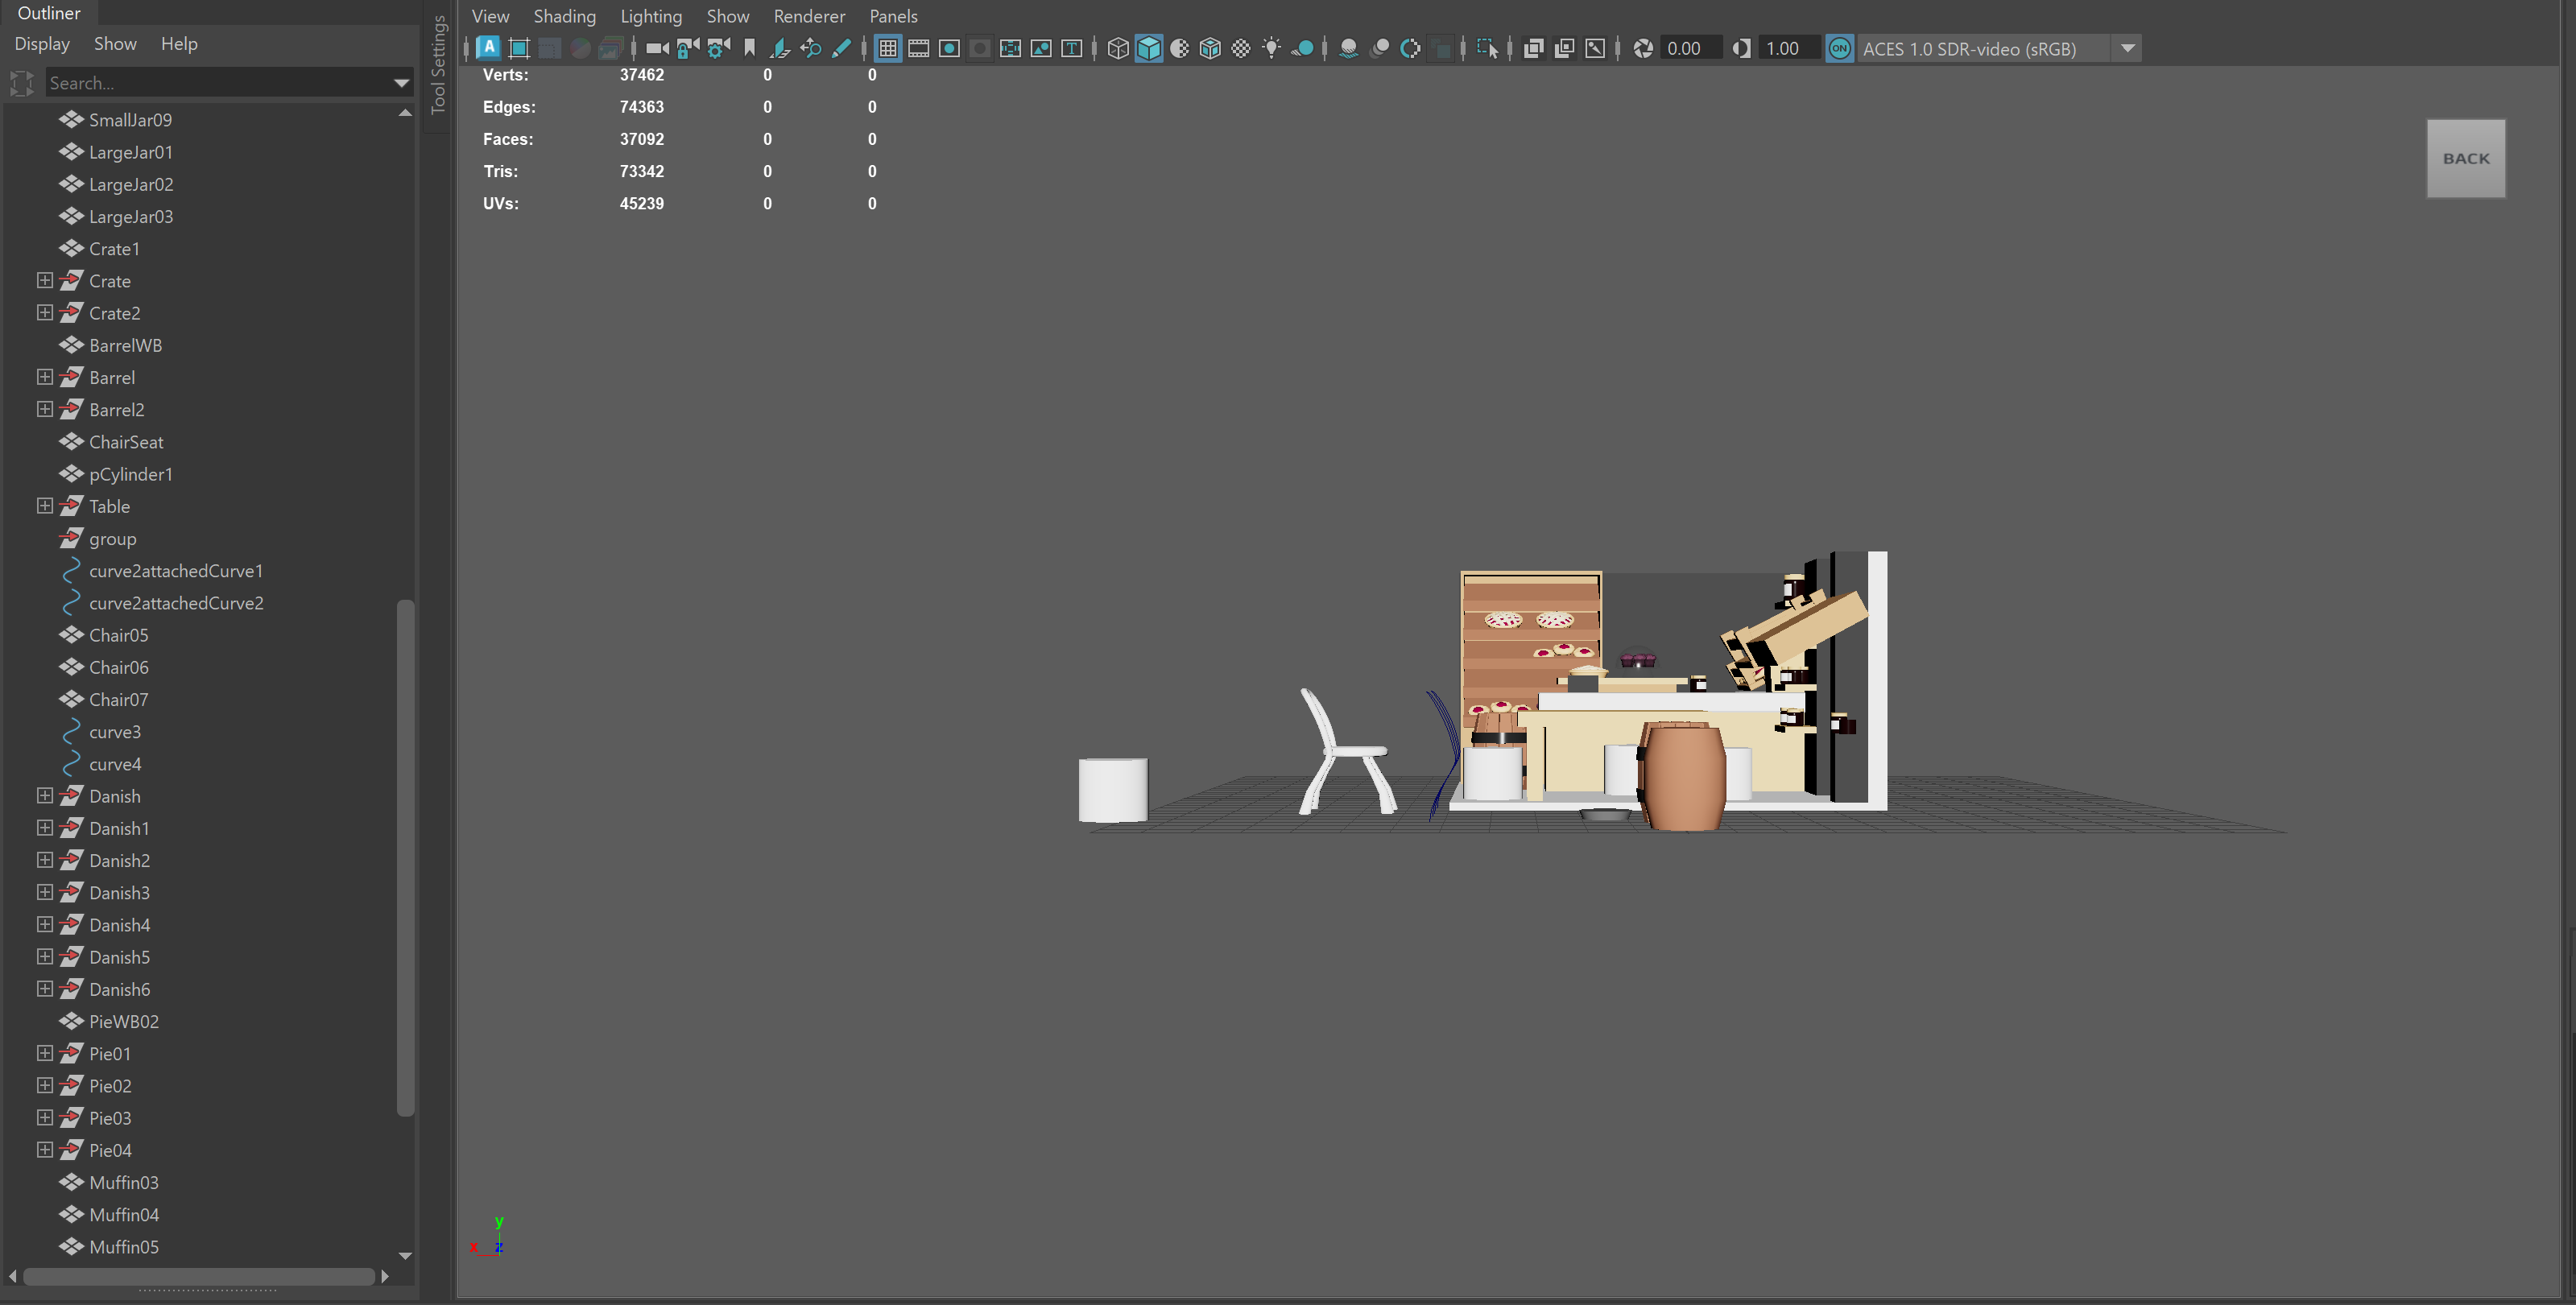 Outliner
Display Show Help
Search...
SmallJar09
LargeJar01
LargeJar02
LargeJar03
Crate1
Crate
Crate2
BarrelWB
Barrel
Barrel2
ChairSeat
pCylinder1
Table
group
curve2attachedCurve1
curve2attachedCurve2
Chair05
Chair06
Chair07
curve3
curve4
Danish
Danish1
Danish2
Danish3
Danish4
Danish5
Danish6
PieWB02
Pie01
Pie02
Pie03
Pie04
Muffin03
Muffin04
Muffin05
Tool Settings
View Shading Lighting Show Renderer Panels
A T 0.00 1.00 ON ACES 1.0 SDR-video (sRGB)
Verts: 37462 0 0
Edges: 74363 0 0
Faces: 37092 0 0
Tris: 73342 0 0
UVs: 45239 0 0
BACK
y
x z